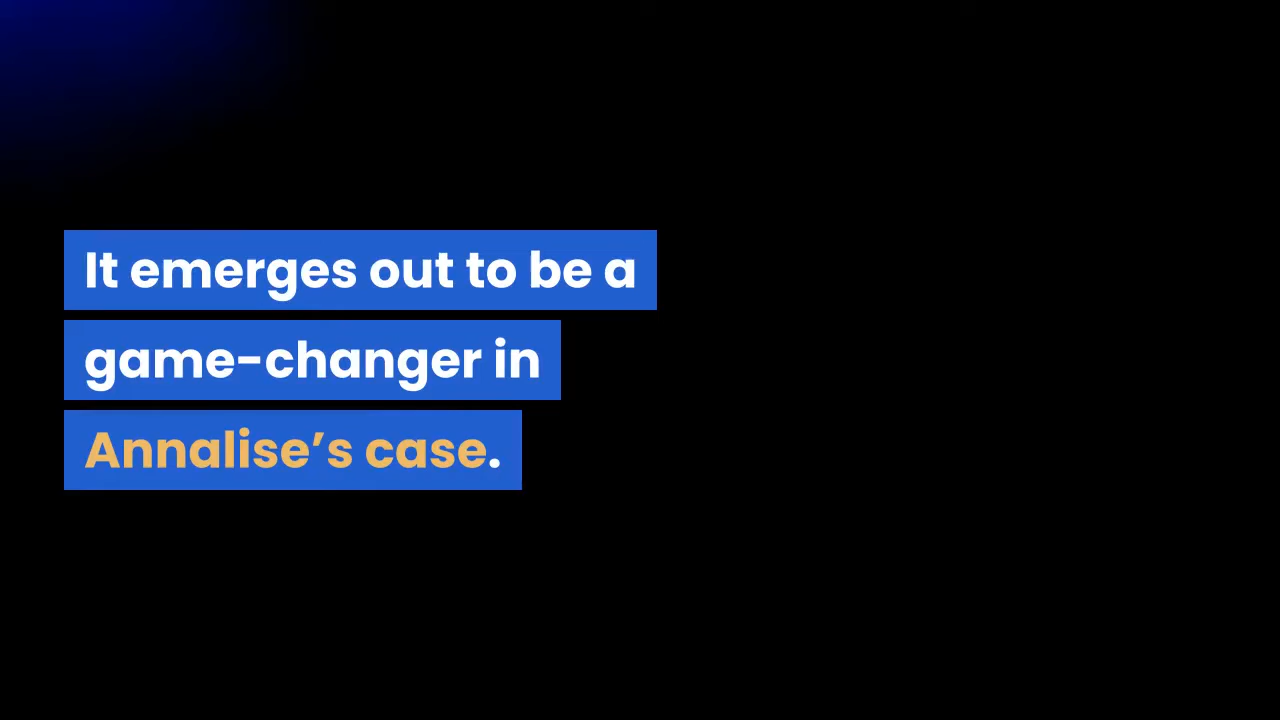 It emerges out to be a
game-changer in
Annalise’s case.